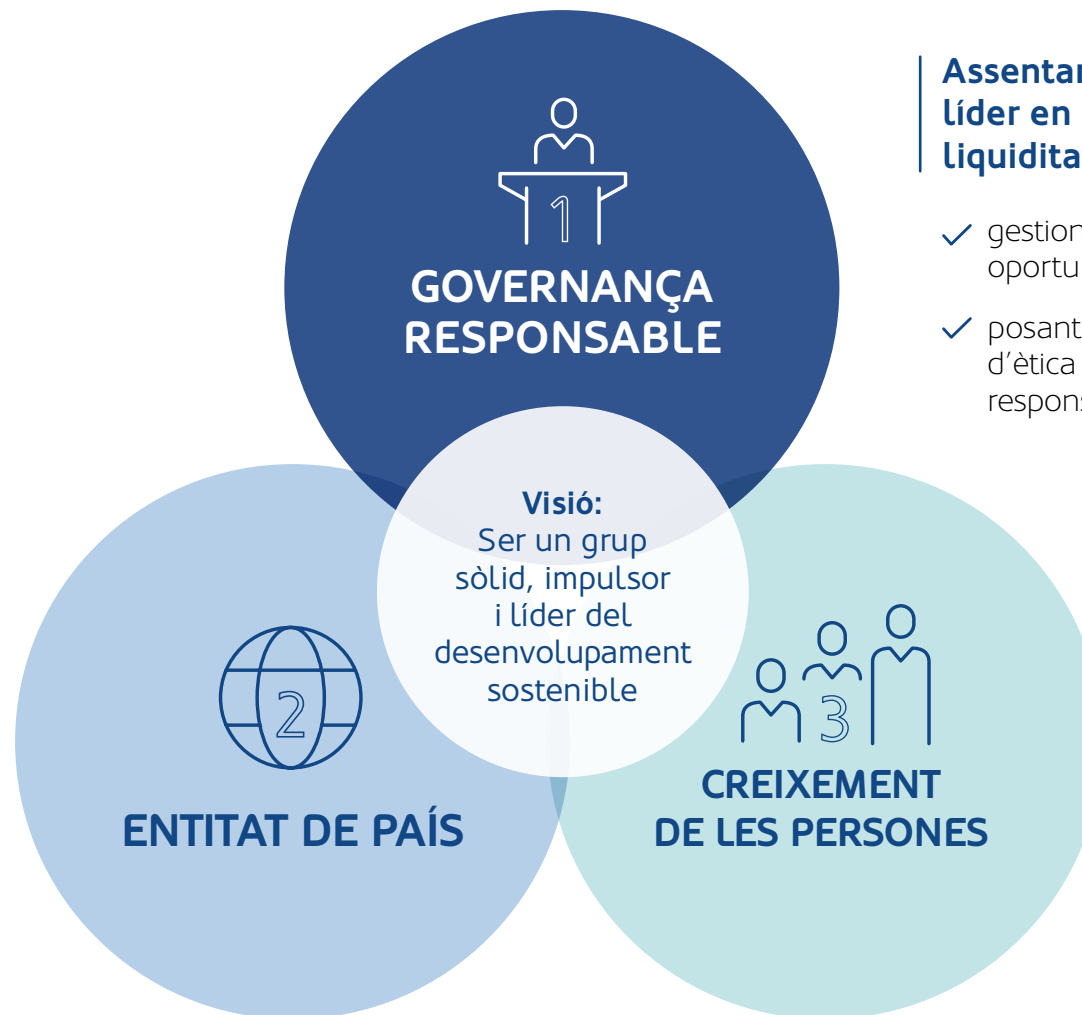 1
GOVERNANÇA
RESPONSABLE
Visió:
Ser un grup
sòlid, impulsor
i líder del
desenvolupament
sostenible
2
ENTITAT DE PAÍS
3
CREIXEMENT
DE LES PERSONES
líder en
d'ètica